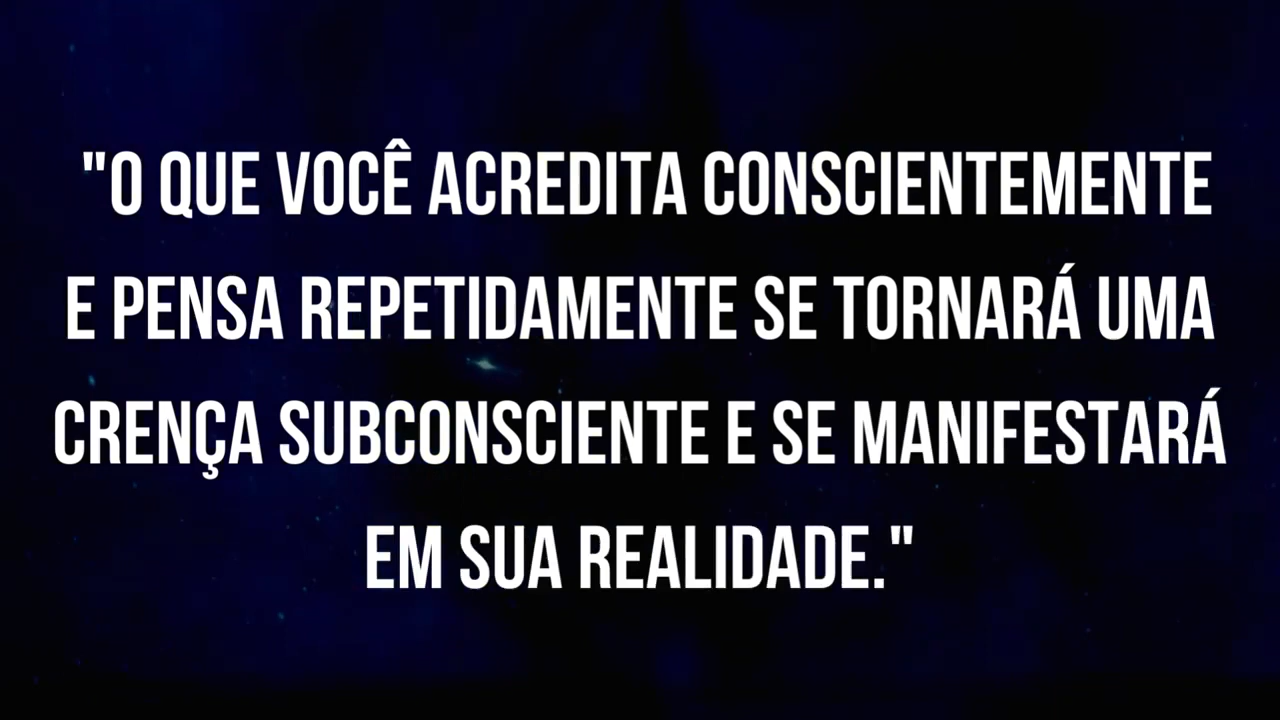 "O QUE VOCÊ ACREDITA CONSCIENTEMENTE
E PENSA REPETIDAMENTE SE TORNARÁ UMA
CRENÇA SUBCONSCIENTE E SE MANIFESTARÁ
EM SUA REALIDADE."